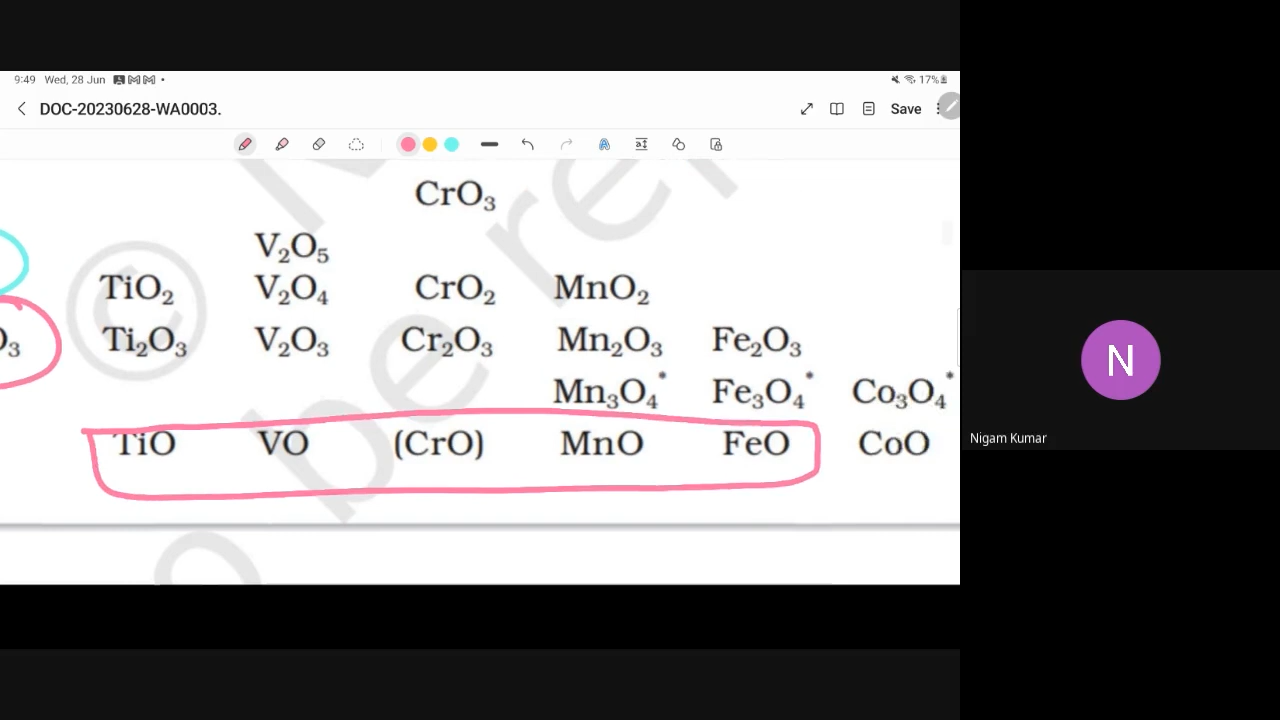 9:49 Wed, 28 Jun 17%
DOC-20230628-WA0003.
Save
CrO₃
V₂O₅
TiO₂ V₂O₄ CrO₂ MnO₂
O₃ Ti₂O₃ V₂O₃ Cr₂O₃ Mn₂O₃ Fe₂O₃
Mn₃O₄* Fe₃O₄* Co₃O₄*
TiO VO (CrO) MnO FeO CoO
N
Nigam Kumar